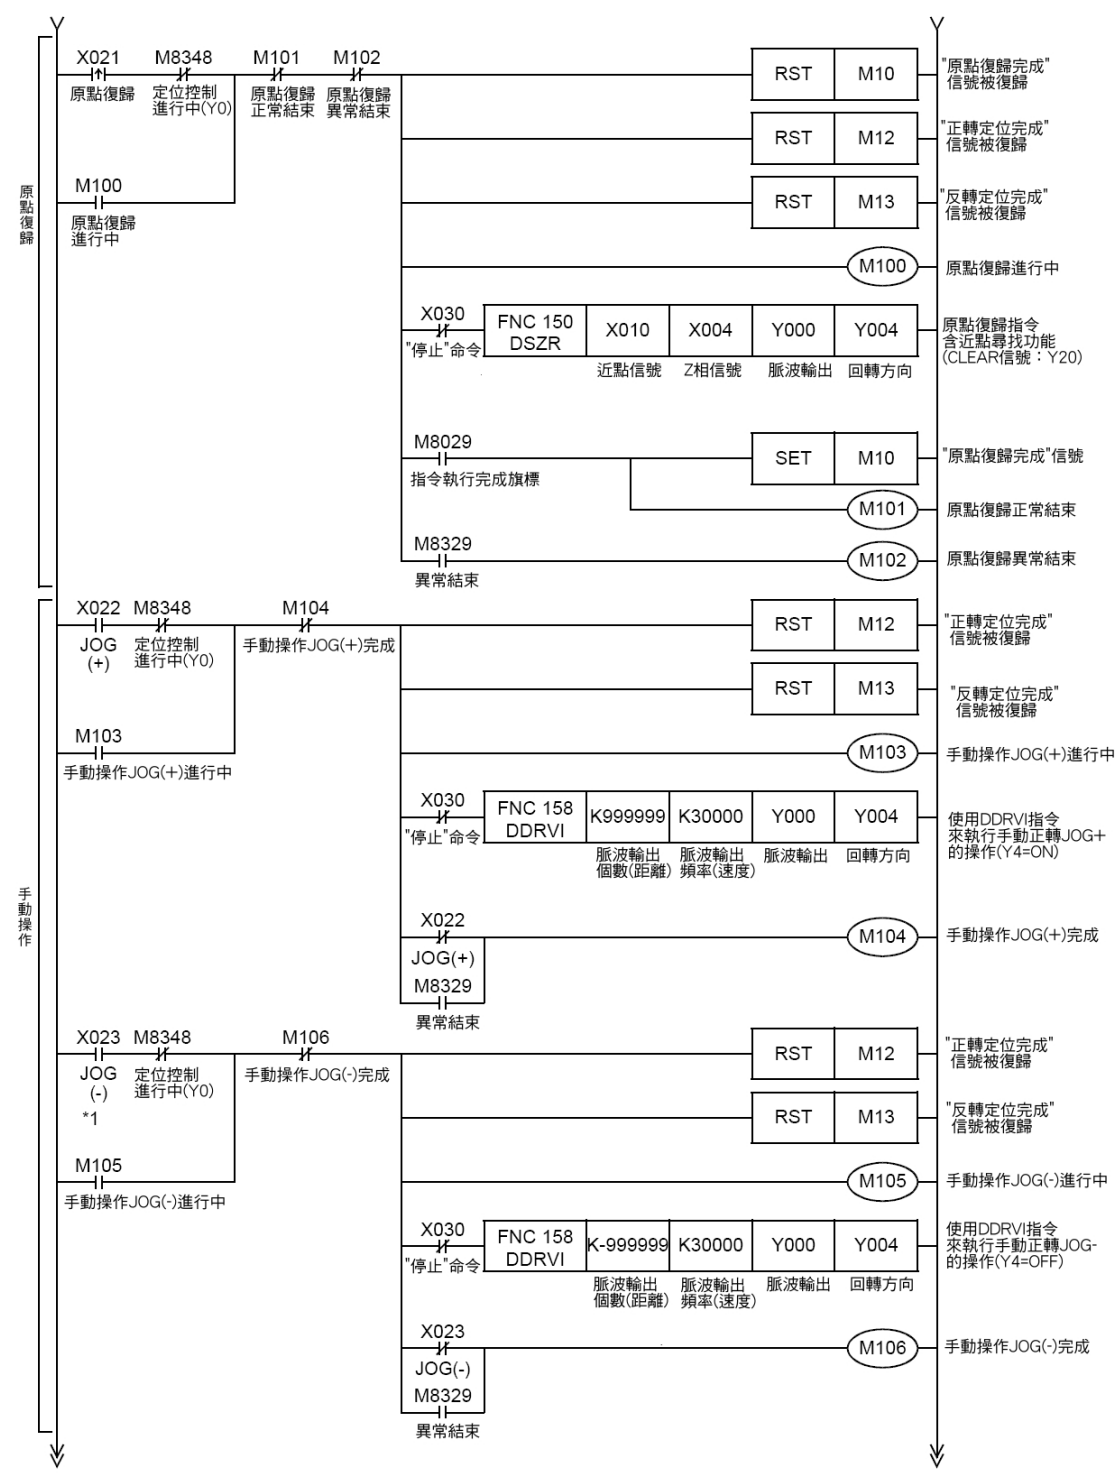 X021 M8348 M101 M102
RST M10
"原點復歸完成"
信號被復歸
原點復歸 定位控制 原點復歸 原點復歸
進行中(Y0) 正常結束 異常結束
RST M12
"正轉定位完成"
信號被復歸
M100
RST M13
"反轉定位完成"
信號被復歸
原點復歸
進行中
原點復歸
M100 原點復歸進行中
X030
"停止"命令
FNC 150 X010 X004 Y000 Y004
DSZR
原點復歸指令
含近點尋找功能
(CLEAR信號：Y20)
近點信號 Z相信號 脈波輸出 回轉方向
M8029
指令執行完成旗標
SET M10 "原點復歸完成"信號
M101 原點復歸正常結束
M8329
異常結束
M102 原點復歸異常結束
X022 M8348 M104
RST M12
"正轉定位完成"
信號被復歸
JOG 定位控制 手動操作JOG(+)完成
(+) 進行中(Y0)
RST M13
"反轉定位完成"
信號被復歸
M103
手動操作JOG(+)進行中
M103 手動操作JOG(+)進行中
X030
"停止"命令
FNC 158 K999999 K30000 Y000 Y004
DDRVI
使用DDRVI指令
來執行手動正轉JOG+
的操作(Y4=ON)
脈波輸出 脈波輸出 脈波輸出 回轉方向
個數(距離) 頻率(速度)
手動操作
X022
JOG(+)
M104 手動操作JOG(+)完成
M8329
異常結束
X023 M8348 M106
RST M12
"正轉定位完成"
信號被復歸
JOG 定位控制 手動操作JOG(-)完成
(-) 進行中(Y0)
*1
RST M13
"反轉定位完成"
信號被復歸
M105
手動操作JOG(-)進行中
M105 手動操作JOG(-)進行中
X030
"停止"命令
FNC 158 K-999999 K30000 Y000 Y004
DDRVI
使用DDRVI指令
來執行手動正轉JOG-
的操作(Y4=OFF)
脈波輸出 脈波輸出 脈波輸出 回轉方向
個數(距離) 頻率(速度)
X023
JOG(-)
M106 手動操作JOG(-)完成
M8329
異常結束